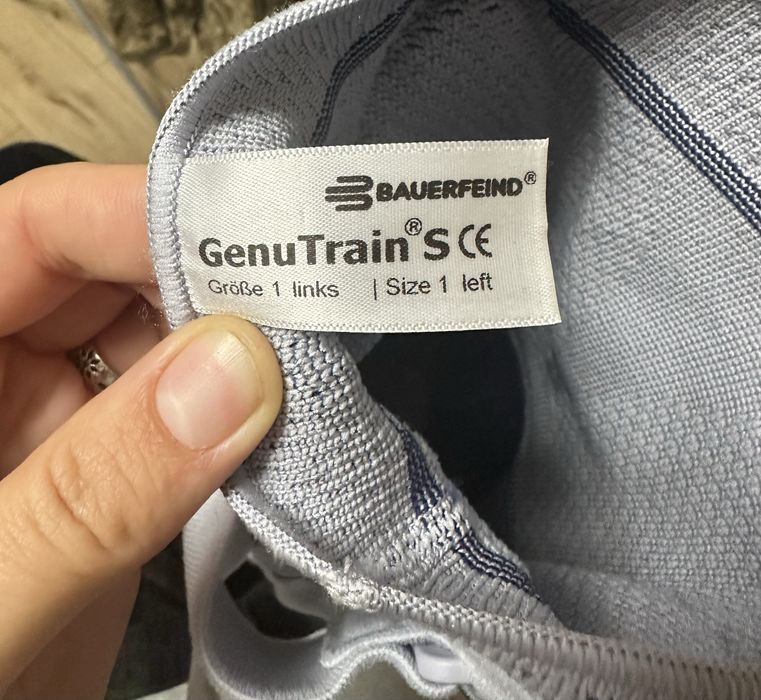 BAUERFEIND®
GenuTrain® S CE
Größe 1 links | Size 1 left